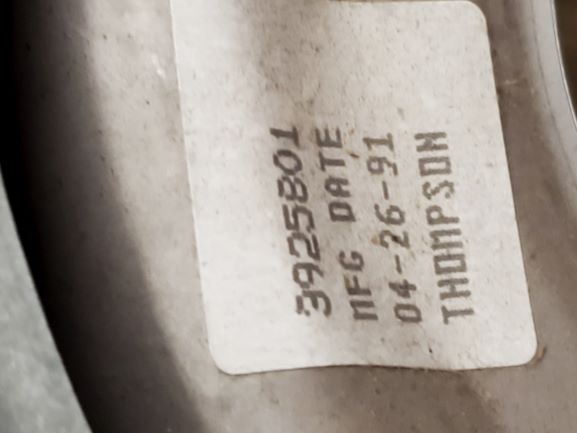 3925801
MFG DATE
04-26-91
THOMPSON